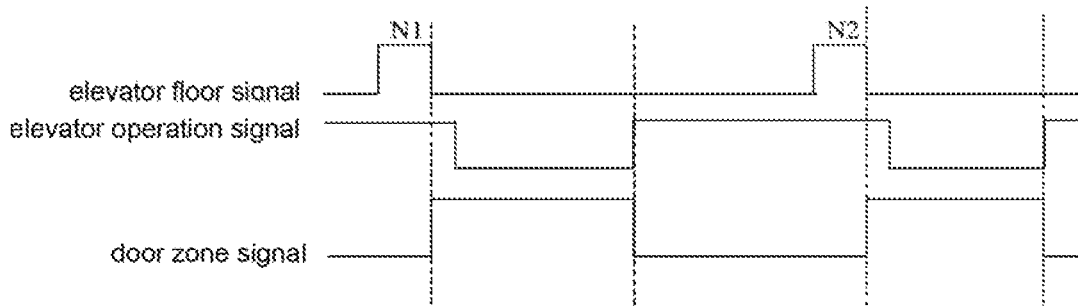 N1
N2
elevator floor signal
elevator operation signal
door zone signal